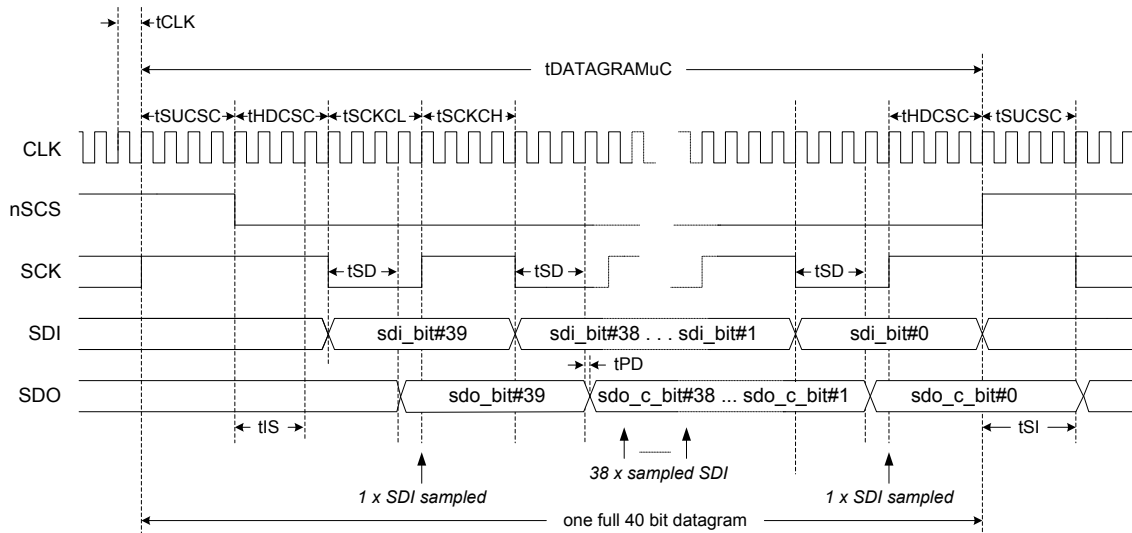 tCLK
tDATAGRAMuC
tSUCSC tHDCSC tSCKCL tSCKCH tHDCSC tSUCSC
CLK
nSCS
SCK tSD tSD tSD
SDI sdi_bit#39 sdi_bit#38 . . . sdi_bit#1 sdi_bit#0
tPD
SDO sdo_bit#39 sdo_c_bit#38 ... sdo_c_bit#1 sdo_c_bit#0
tIS tSI
38 x sampled SDI
1 x SDI sampled 1 x SDI sampled
one full 40 bit datagram